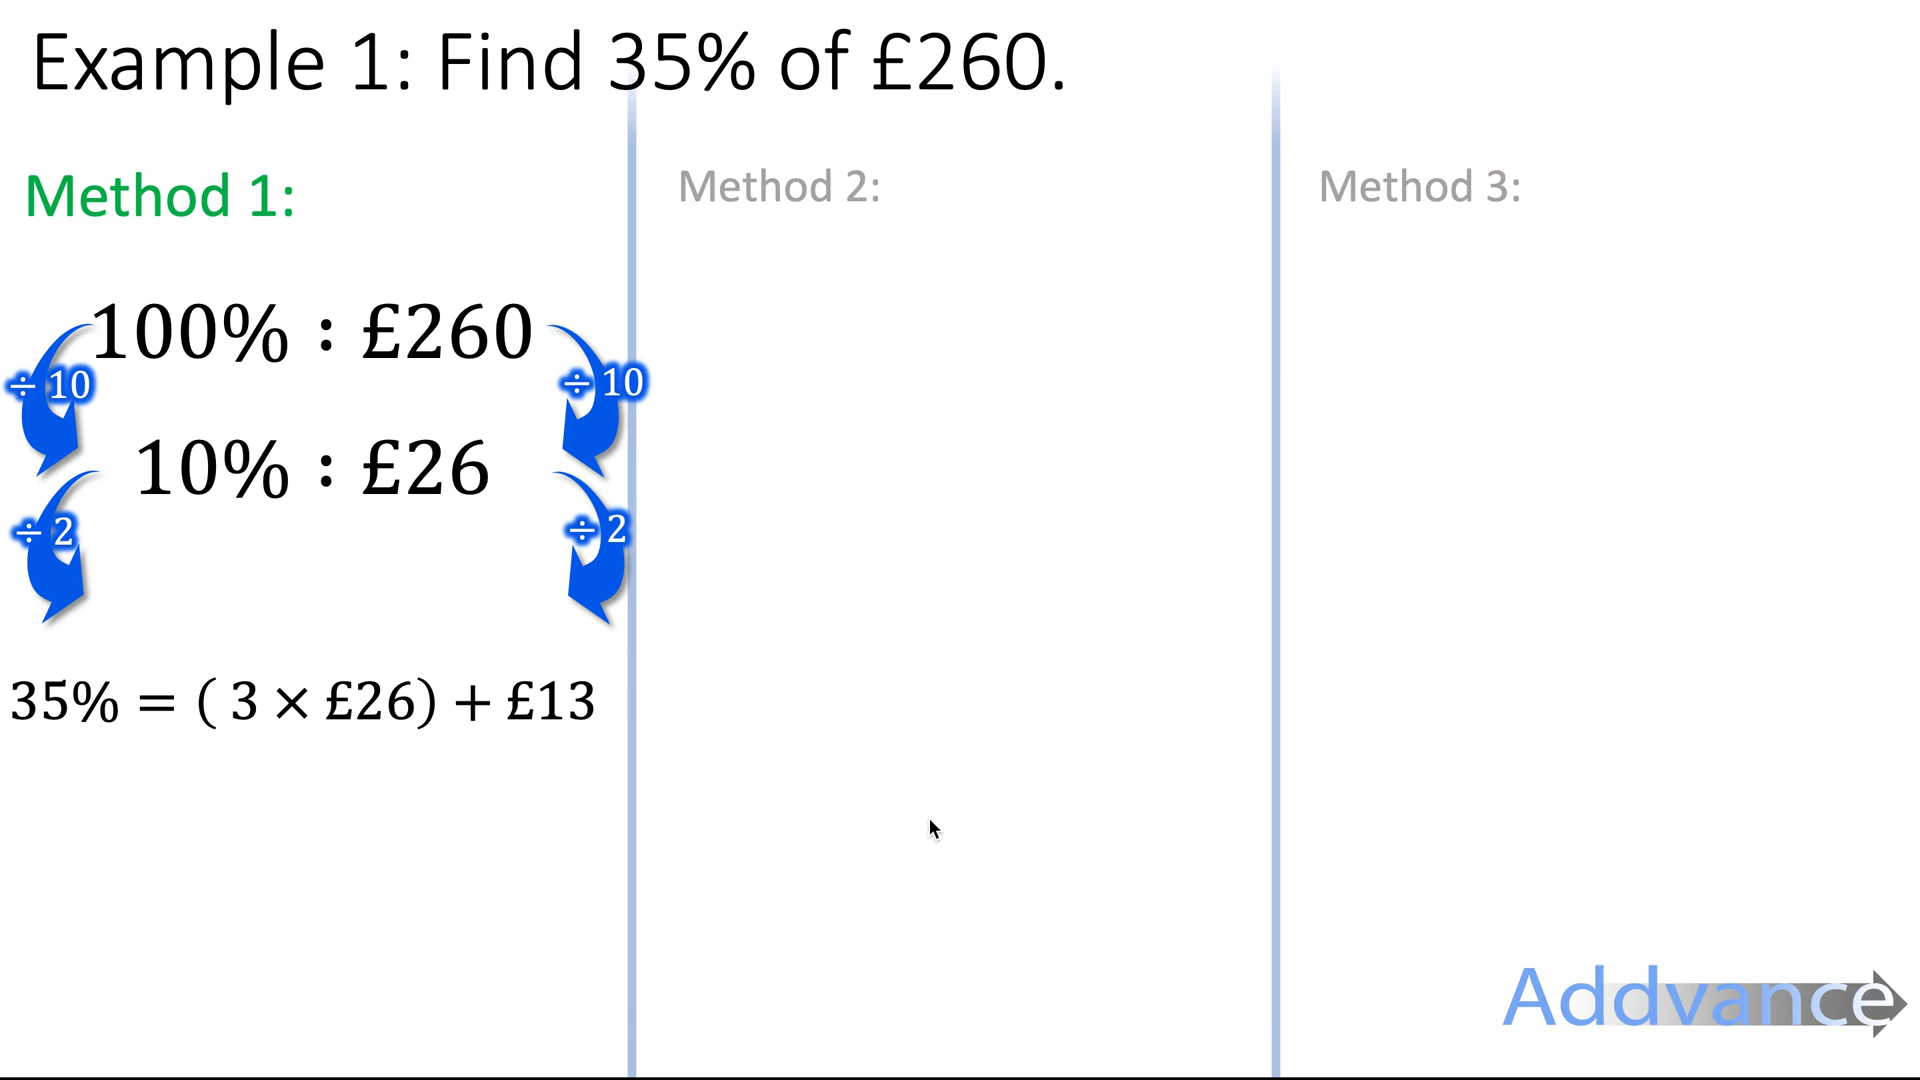 Example 1: Find 35% of £260.
Method 1:
100% : £260
÷ 10
÷ 10
10% : £26
÷ 2
÷ 2
35% = ( 3 × £26) + £13
Method 2:
Method 3:
Addvance